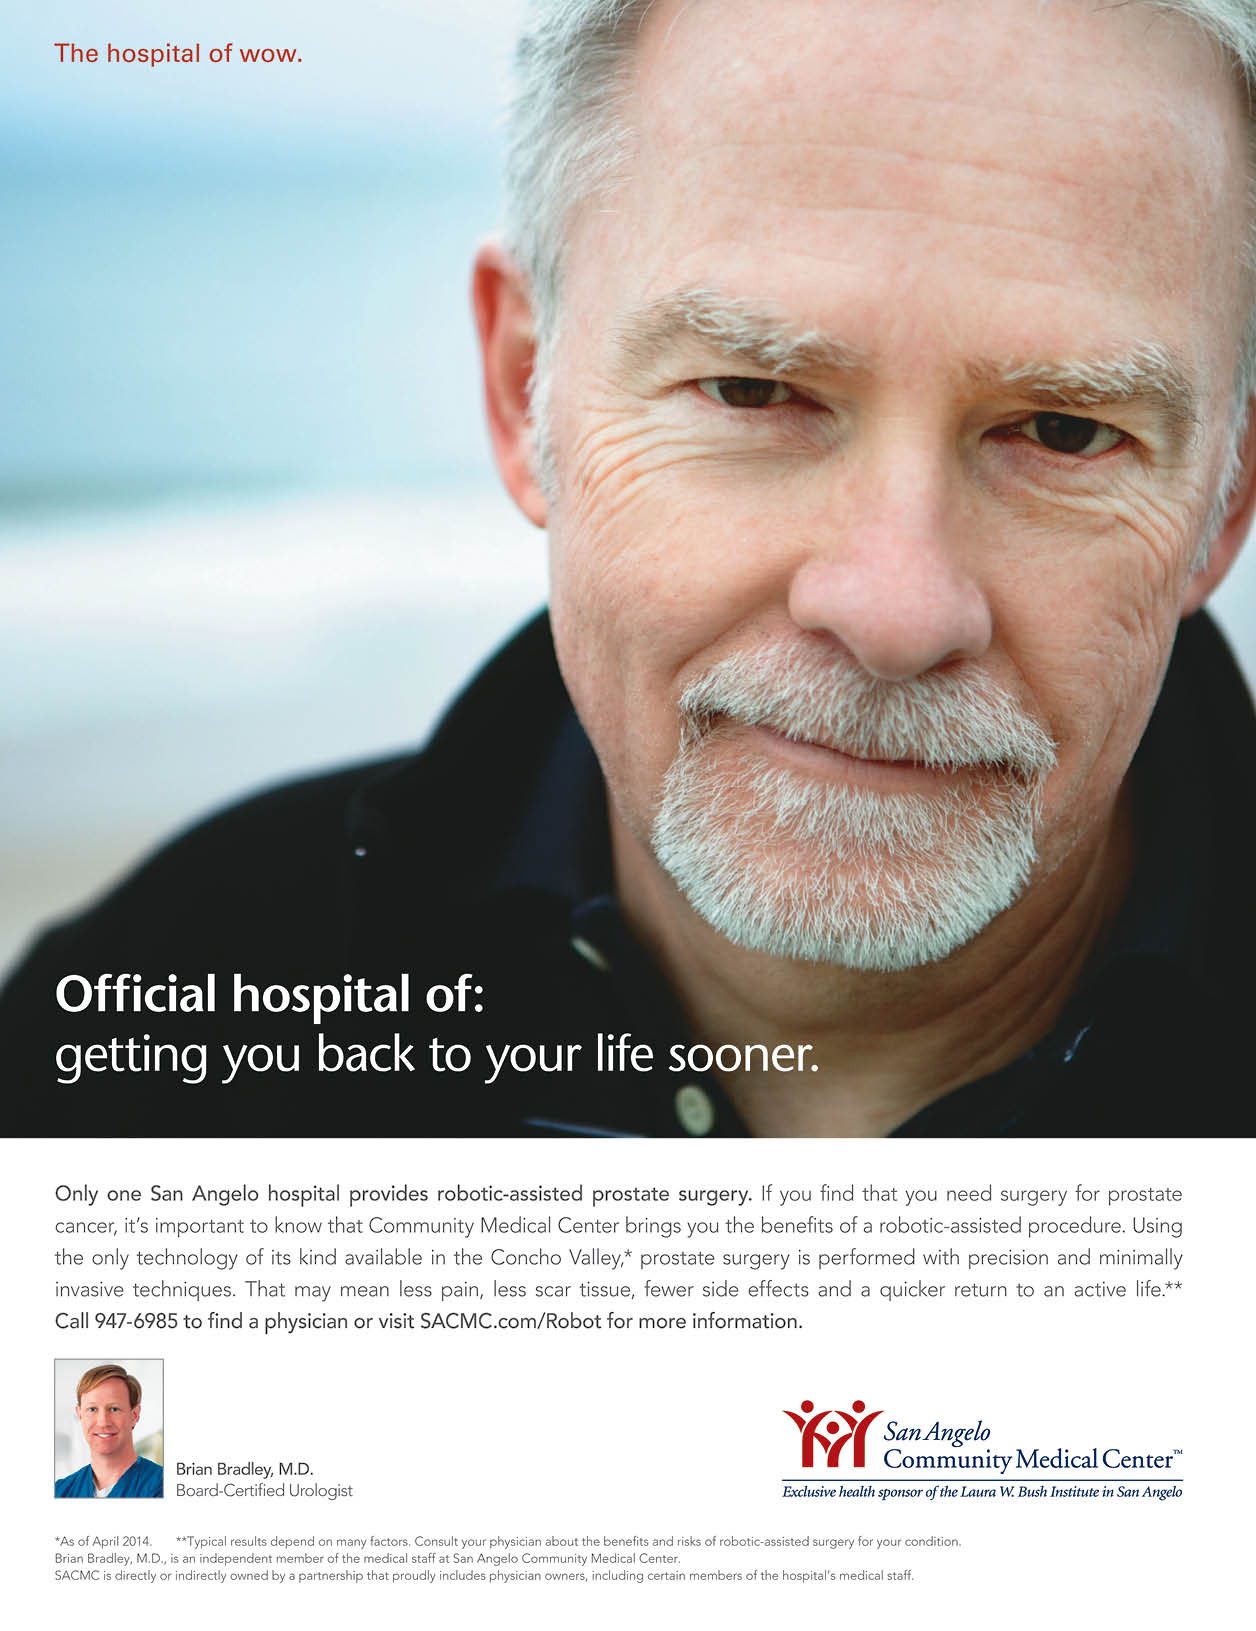 The hospital of wow.
Official hospital of:
getting you back to your life sooner.
Only one San Angelo hospital provides robotic-assisted prostate surgery. If you find that you need surgery for prostate
cancer, it's important to know that Community Medical Center brings you the benefits of a robotic-assisted procedure. Using
the only technology of its kind available in the Concho Valley,* prostate surgery is performed with precision and minimally
invasive techniques. That may mean less pain, less scar tissue, fewer side effects and a quicker return to an active life.**
Call 947-6985 to find a physician or visit SACMC.com/Robot for more information.
Brian Bradley, M.D.
Board-Certified Urologist
San Angelo
Community Medical Center™
Exclusive health sponsor of the Laura W. Bush Institute in San Angelo
*As of April 2014. **Typical results depend on many factors. Consult your physician about the benefits and risks of robotic-assisted surgery for your condition.
Brian Bradley, M.D., is an independent member of the medical staff at San Angelo Community Medical Center.
SACMC is directly or indirectly owned by a partnership that proudly includes physician owners, including certain members of the hospital's medical staff.